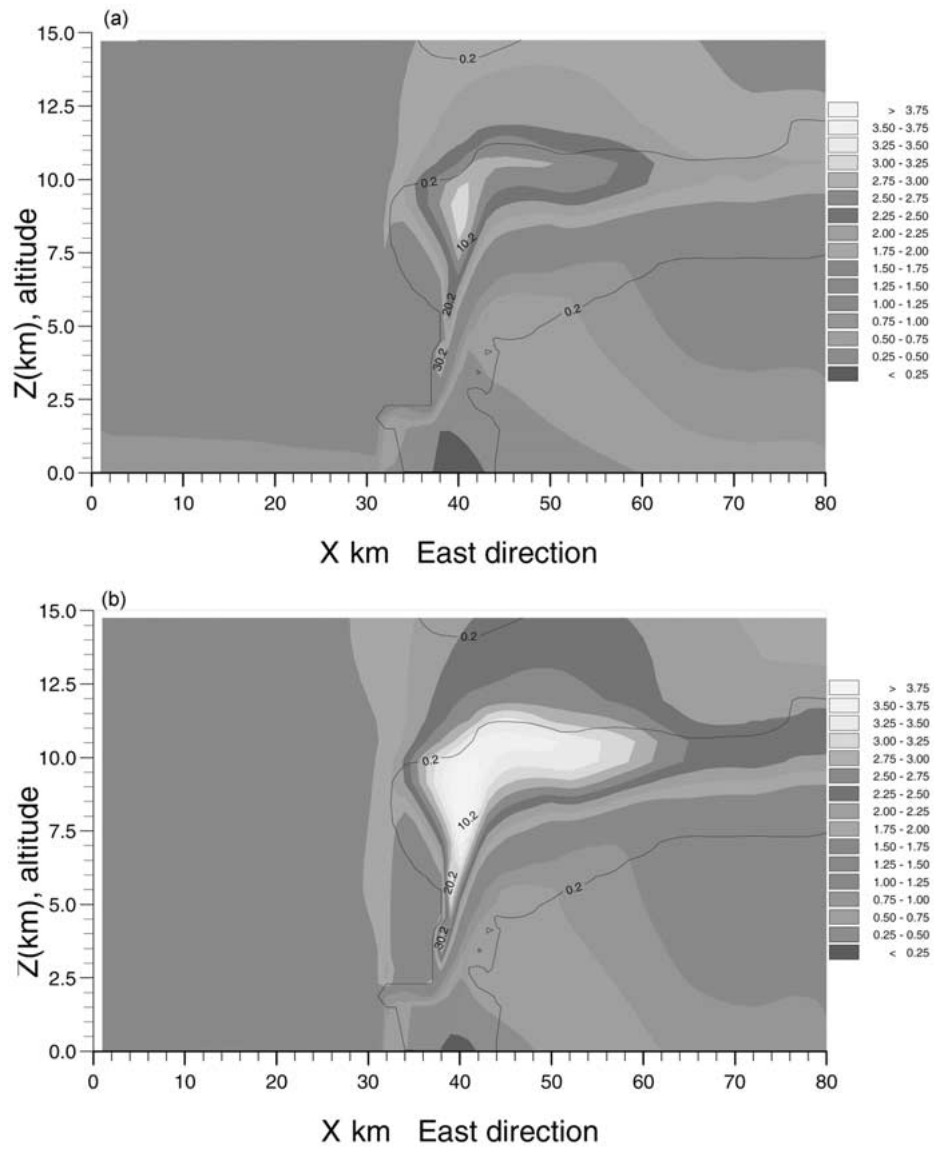 (a)
15.0
12.5
10.0
7.5
5.0
2.5
0.0
Z(km), altitude
0 10 20 30 40 50 60 70 80
X km East direction
0.2
0.2
10.2
20.2
30.2
0.2
> 3.75
3.50 - 3.75
3.25 - 3.50
3.00 - 3.25
2.75 - 3.00
2.50 - 2.75
2.25 - 2.50
2.00 - 2.25
1.75 - 2.00
1.50 - 1.75
1.25 - 1.50
1.00 - 1.25
0.75 - 1.00
0.50 - 0.75
0.25 - 0.50
< 0.25
(b)
15.0
12.5
10.0
7.5
5.0
2.5
0.0
Z(km), altitude
0 10 20 30 40 50 60 70 80
X km East direction
0.2
0.2
10.2
20.2
30.2
0.2
> 3.75
3.50 - 3.75
3.25 - 3.50
3.00 - 3.25
2.75 - 3.00
2.50 - 2.75
2.25 - 2.50
2.00 - 2.25
1.75 - 2.00
1.50 - 1.75
1.25 - 1.50
1.00 - 1.25
0.75 - 1.00
0.50 - 0.75
0.25 - 0.50
< 0.25